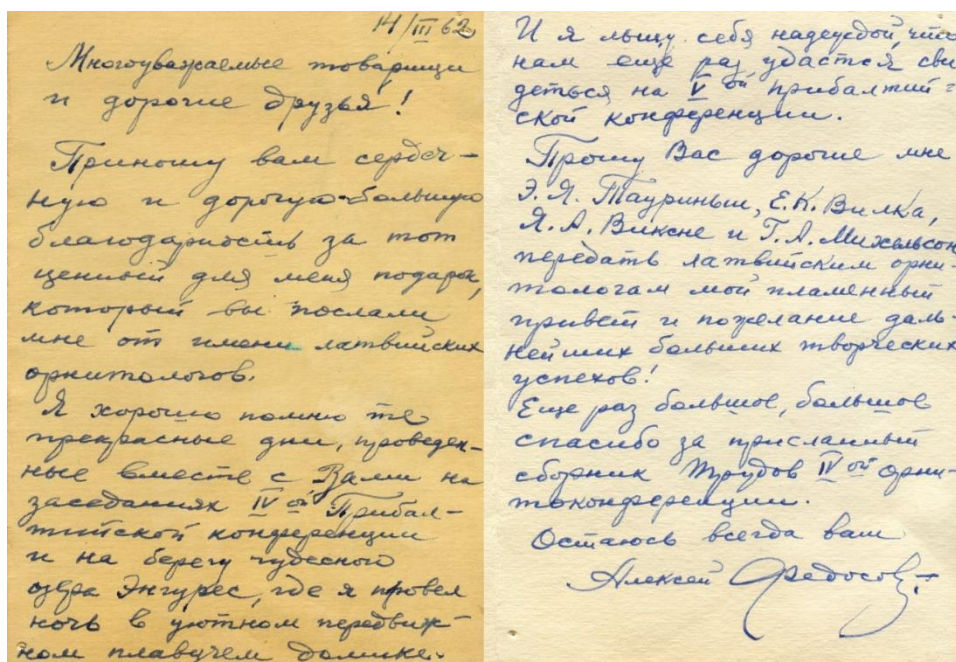 14/III 62
Многоуважаемые товарищи
и дорогие друзья!
Приношу вам сердеч-
ную и дорогую большую
благодарность за тот
ценный для меня подарок,
который вы послали
мне от имени латвийских
орнитологов.
Я хорошо помню те
прекрасные дни, проведен-
ные вместе с Вами на
заседаниях IV ой Прибал-
тийской конференции
и на берегу чудесного
озера Энгурес, где я провел
ночь в уютном передвиж-
ном плавучем домике.
И я льщу себя надеждой, что
нам еще раз удастся сви
деться на V ой прибалтий-
ской конференции.
Прошу Вас дорогие мне
Э. Я. Тауриньш, Е. К. Вилка,
Я. А. Виксне и Г. А. Михельсон
передать латвийским орни-
тологам мой пламенный
привет и пожелание даль-
нейших больших творческих
успехов!
Еще раз большое, большое
спасибо за присланный
сборник Трудов IV ой орни-
токонференции.
Остаюсь всегда ваш
Алексей Федосов